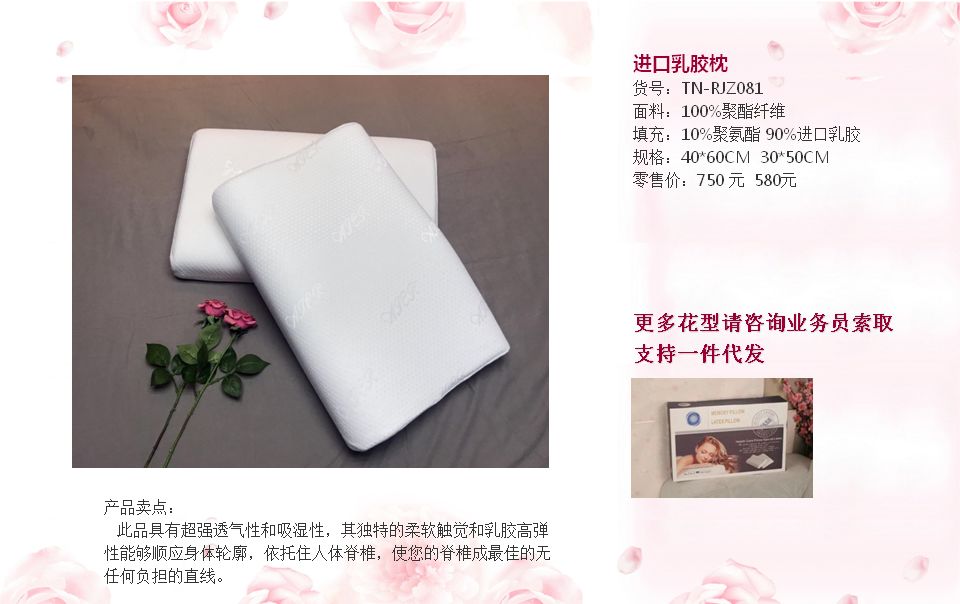 进口乳胶枕
货号：TN-RJZ081
面料：100%聚酯纤维
填充：10%聚氨酯 90%进口乳胶
规格：40*60CM 30*50CM
零售价：750 元 580元
更多花型请咨询业务员索取
支持一件代发
MEMORY PILLOW
LATEX PILLOW
产品卖点：
此品具有超强透气性和吸湿性，其独特的柔软触觉和乳胶高弹
性能够顺应身体轮廓，依托住人体脊椎，使您的脊椎成最佳的无
任何负担的直线。